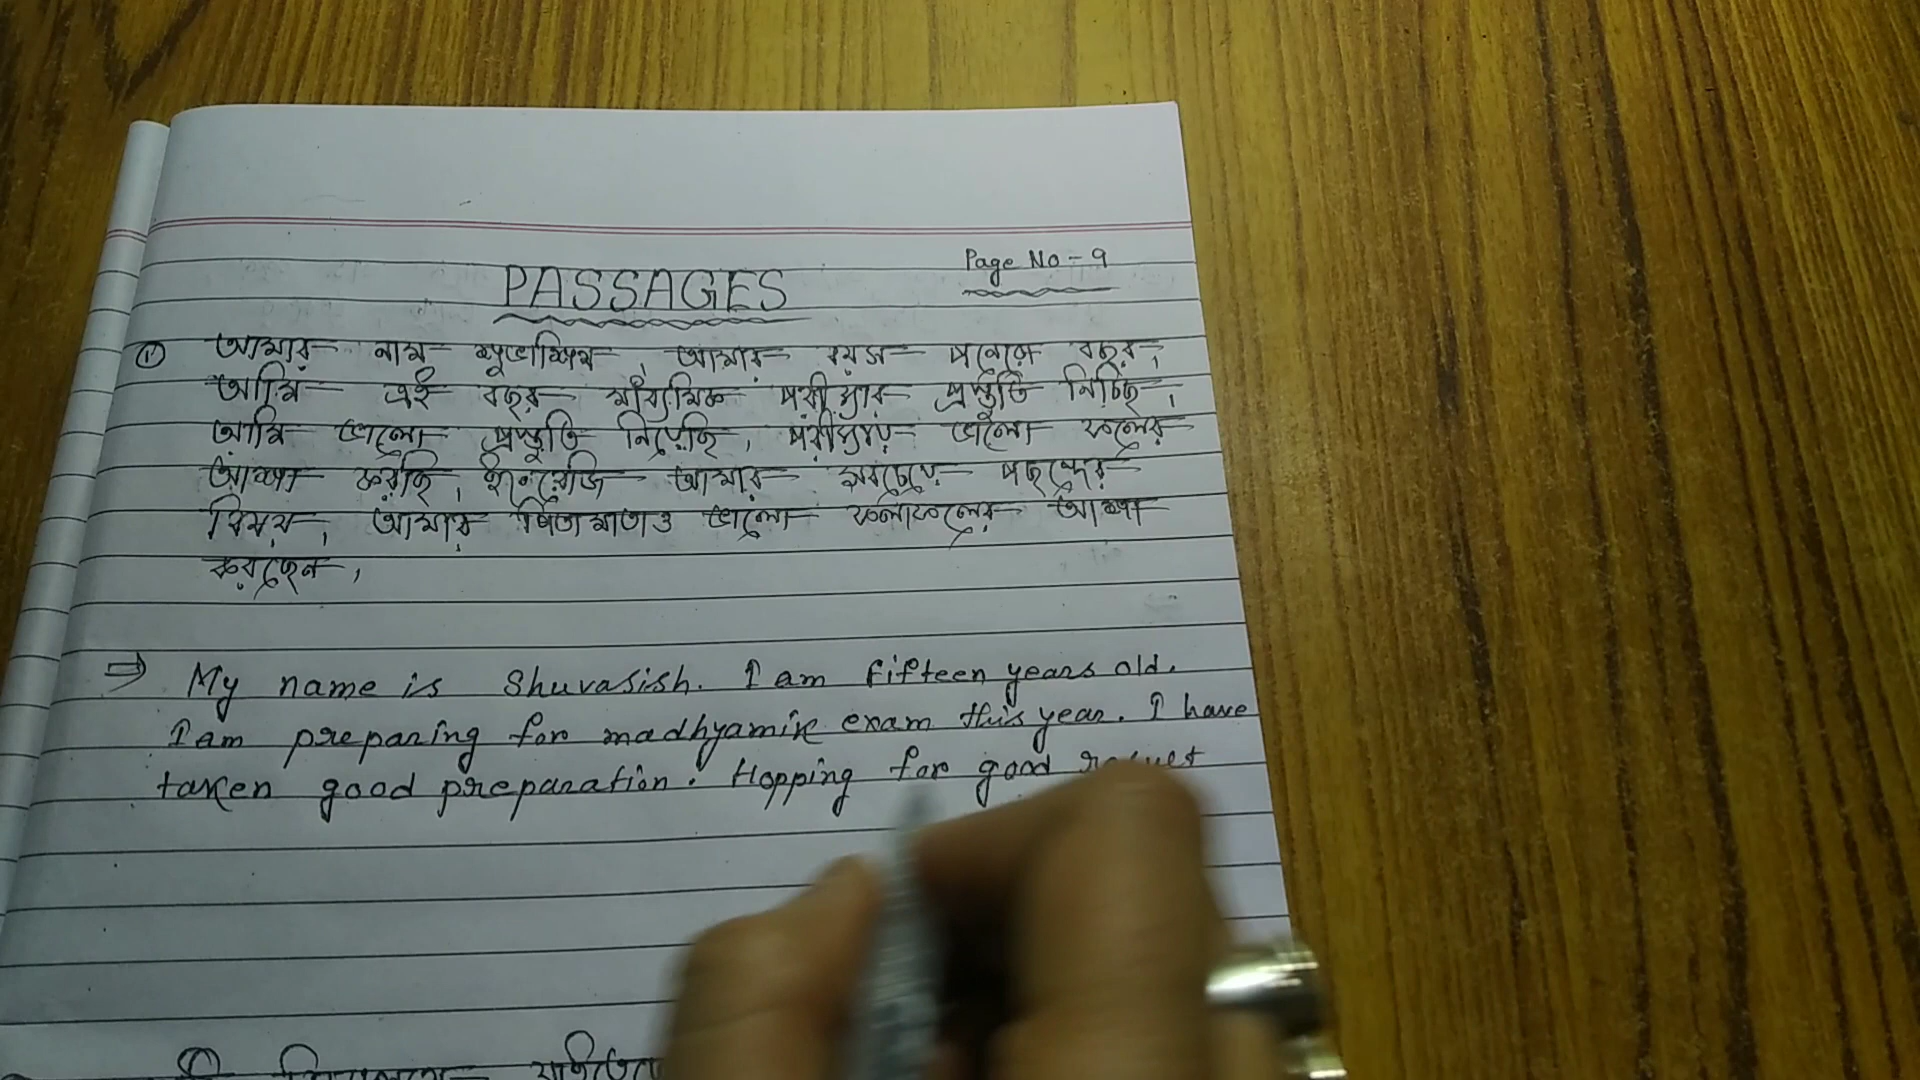 PASSAGES
Page No - 9
① আমার নাম শুভাশিষ, আমার বয়স পনেরো বছর,
আমি এই বছর মাধ্যমিক পরীক্ষার প্রস্তুতি নিচ্ছি,
আমি ভালো প্রস্তুতি নিয়েছি, পরীক্ষায় ভালো ফলের
আশা করছি, ইংরেজি আমার সবচেয়ে পছন্দের
বিষয়, আমার পিতামাতাও ভালো ফলাফলের আশা
করছেন,
⇒ My name is Shuvasish. I am fifteen years old.
I am preparing for madhyamik exam this year. I have
taken good preparation. Hopping for good